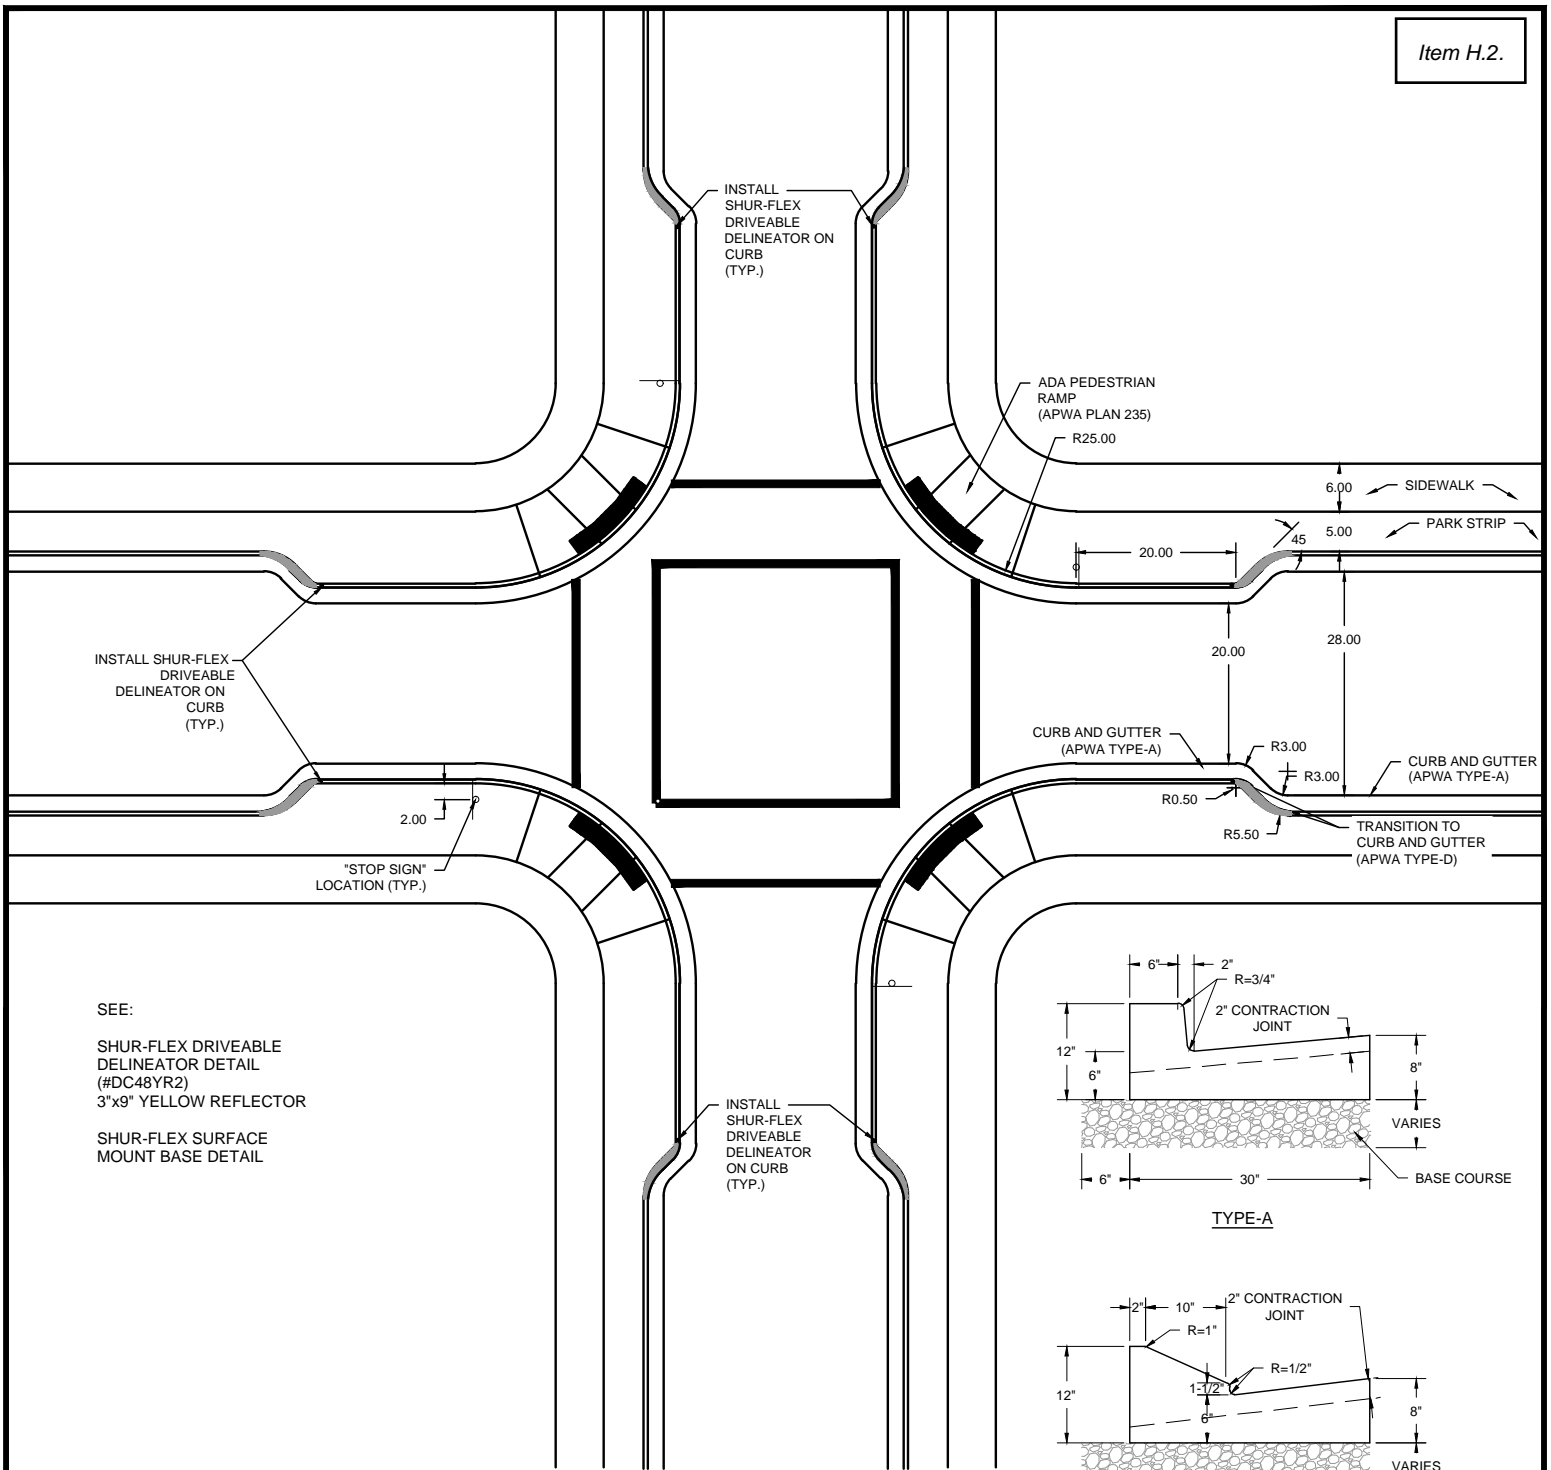 Item H.2.
INSTALL
SHUR-FLEX
DRIVEABLE
DELINEATOR ON
CURB
(TYP.)
ADA PEDESTRIAN
RAMP
(APWA PLAN 235)
R25.00
6.00
SIDEWALK
5.00
PARK STRIP
45
20.00
28.00
20.00
INSTALL SHUR-FLEX
DRIVEABLE
DELINEATOR ON
CURB
(TYP.)
CURB AND GUTTER
(APWA TYPE-A)
R3.00
R3.00
CURB AND GUTTER
(APWA TYPE-A)
R0.50
R5.50
TRANSITION TO
CURB AND GUTTER
(APWA TYPE-D)
2.00
"STOP SIGN"
LOCATION (TYP.)
SEE:
SHUR-FLEX DRIVEABLE
DELINEATOR DETAIL
(#DC48YR2)
3"x9" YELLOW REFLECTOR
SHUR-FLEX SURFACE
MOUNT BASE DETAIL
INSTALL
SHUR-FLEX
DRIVEABLE
DELINEATOR
ON CURB
(TYP.)
6"
2"
R=3/4"
2" CONTRACTION
JOINT
12"
6"
8"
VARIES
BASE COURSE
6"
30"
TYPE-A
2"
10"
2" CONTRACTION
JOINT
R=1"
R=1/2"
1-1/2"
12"
6"
8"
VARIES